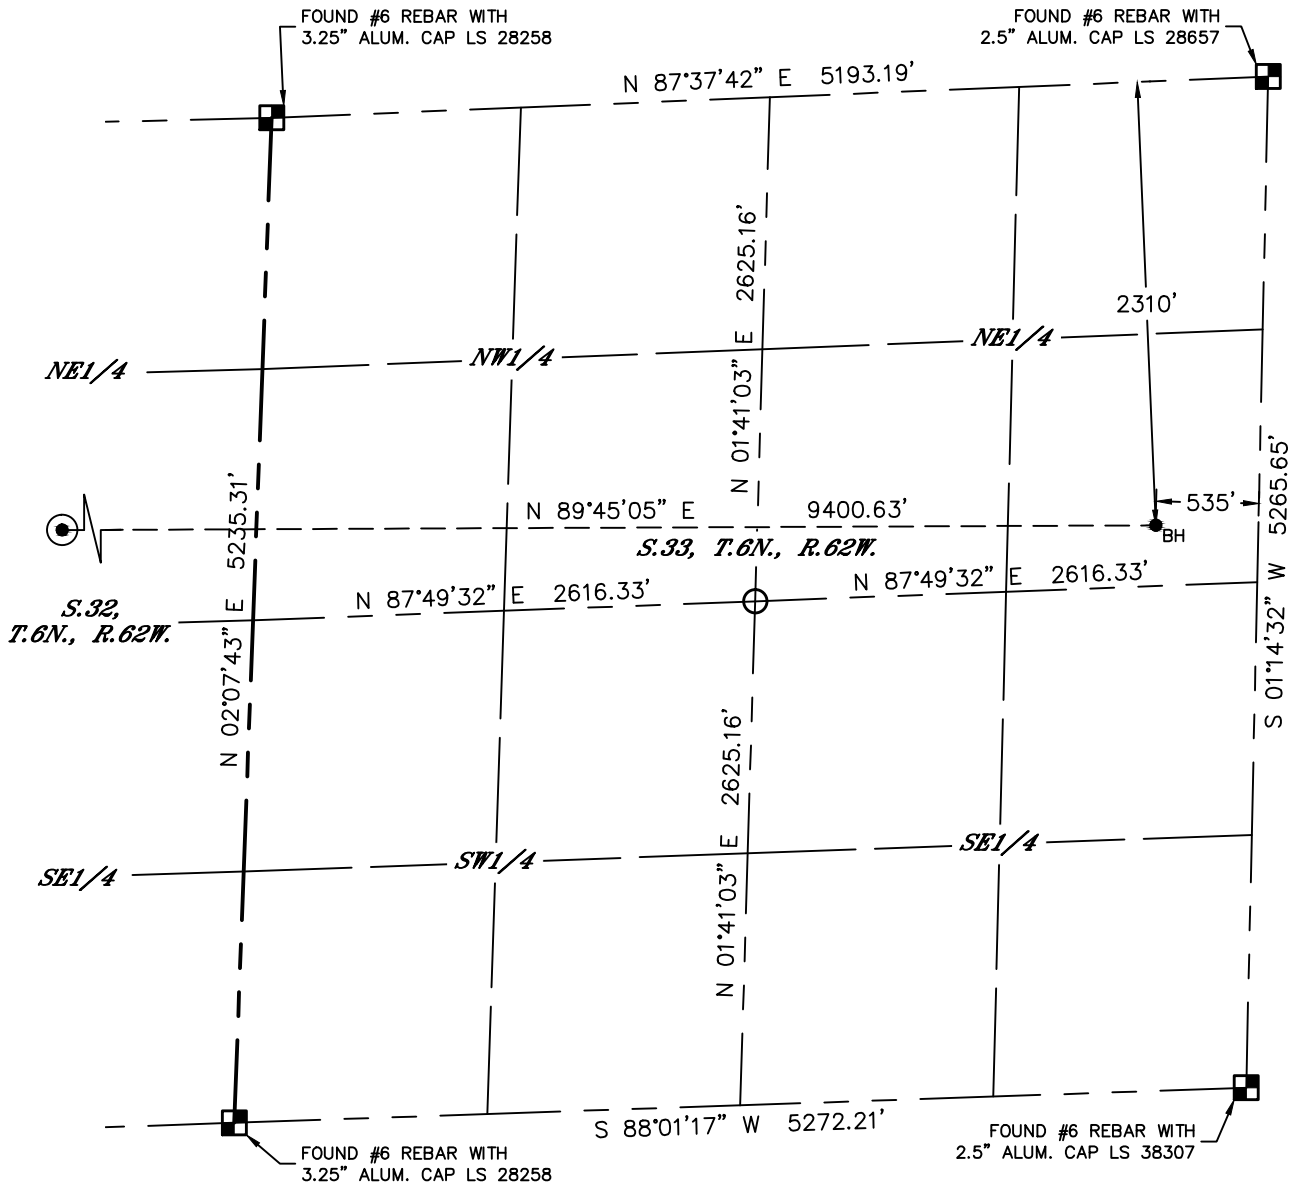 FOUND #6 REBAR WITH
3.25" ALUM. CAP LS 28258
FOUND #6 REBAR WITH
2.5" ALUM. CAP LS 28657
N 87°37'42" E 5193.19'
N 01°41'03" E 2625.16'
2310'
NE1/4
NW1/4
NE1/4
N 02°07'43" E 5235.31'
N 89°45'05" E 9400.63'
535'
BH
S.33, T.6N., R.62W.
S 01°14'32" W 5265.65'
S.32,
T.6N., R.62W.
N 87°49'32" E 2616.33'
N 87°49'32" E 2616.33'
N 01°41'03" E 2625.16'
SE1/4
SW1/4
SE1/4
S 88°01'17" W 5272.21'
FOUND #6 REBAR WITH
3.25" ALUM. CAP LS 28258
FOUND #6 REBAR WITH
2.5" ALUM. CAP LS 38307